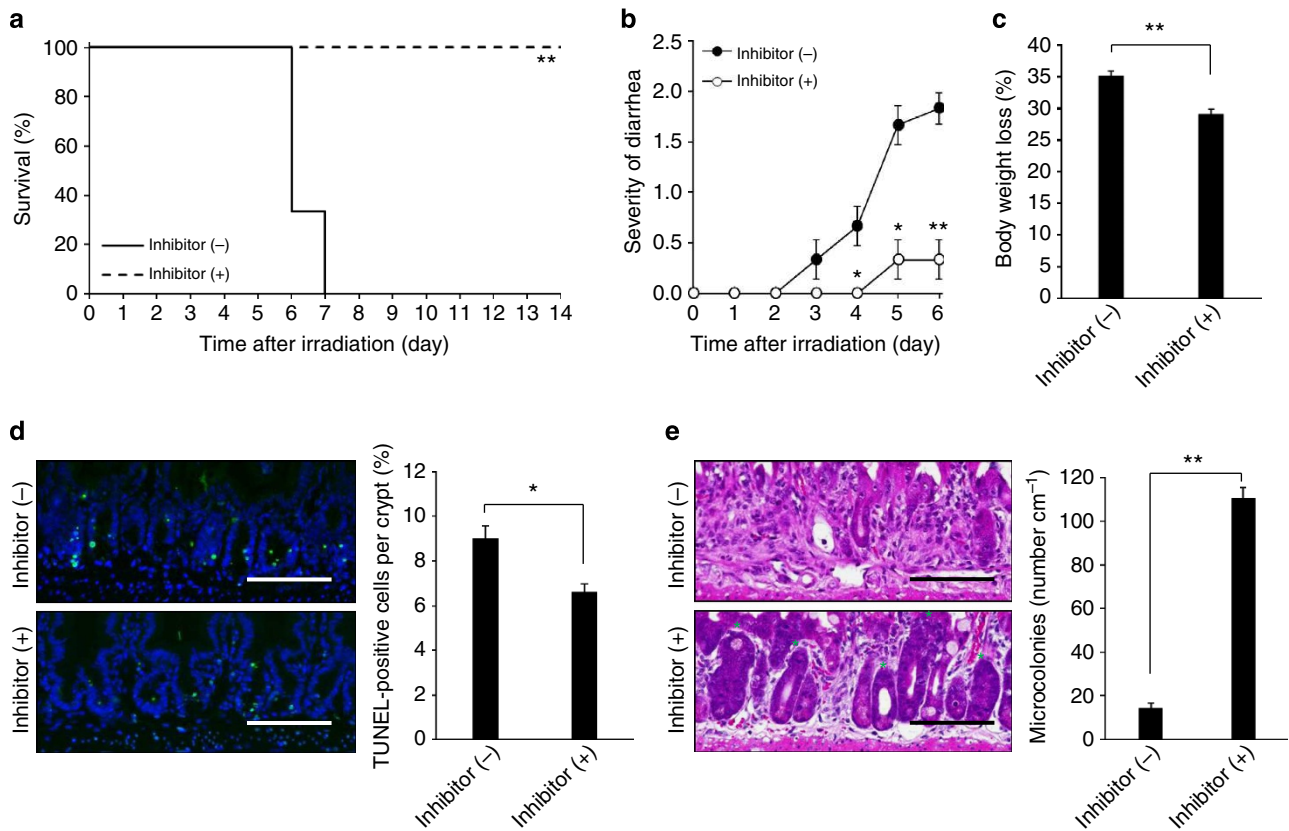 a
Survival (%)
100
80
60
40
20
0
**
Inhibitor (–)
Inhibitor (+)
0 1 2 3 4 5 6 7 8 9 10 11 12 13 14
Time after irradiation (day)
b
Severity of diarrhea
2.5
2.0
1.5
1.0
0.5
0.0
Inhibitor (–)
Inhibitor (+)
*
*
**
0 1 2 3 4 5 6
Time after irradiation (day)
c
Body weight loss (%)
40
35
30
25
20
15
10
5
0
**
Inhibitor (–)
Inhibitor (+)
d
Inhibitor (–)
Inhibitor (+)
TUNEL-positive cells per crypt (%)
12
10
8
6
4
2
0
*
Inhibitor (–)
Inhibitor (+)
e
Inhibitor (–)
Inhibitor (+)
Microcolonies (number cm⁻¹)
120
100
80
60
40
20
0
**
Inhibitor (–)
Inhibitor (+)